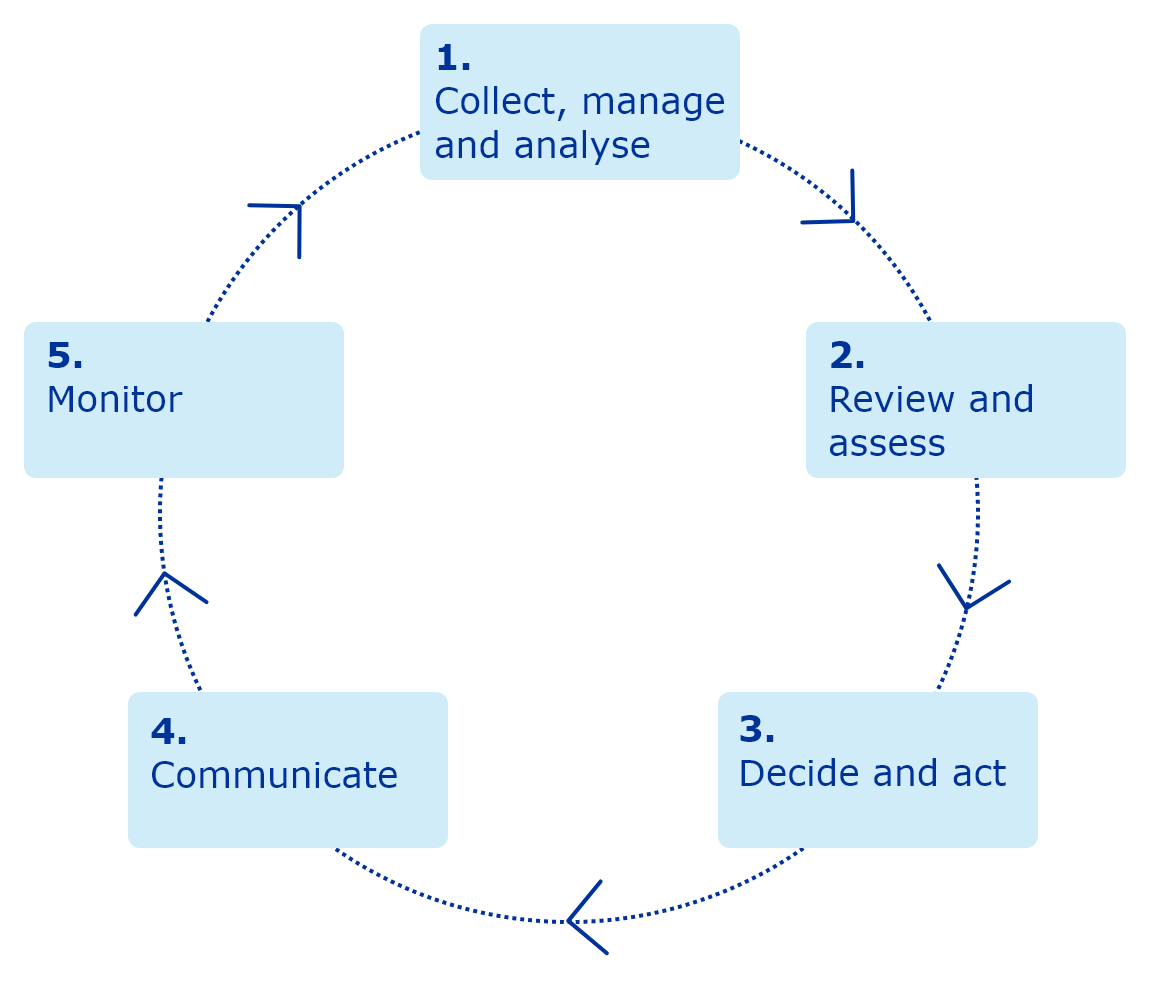 1.
Collect, manage
and analyse
2.
Review and
assess
3.
Decide and act
4.
Communicate
5.
Monitor